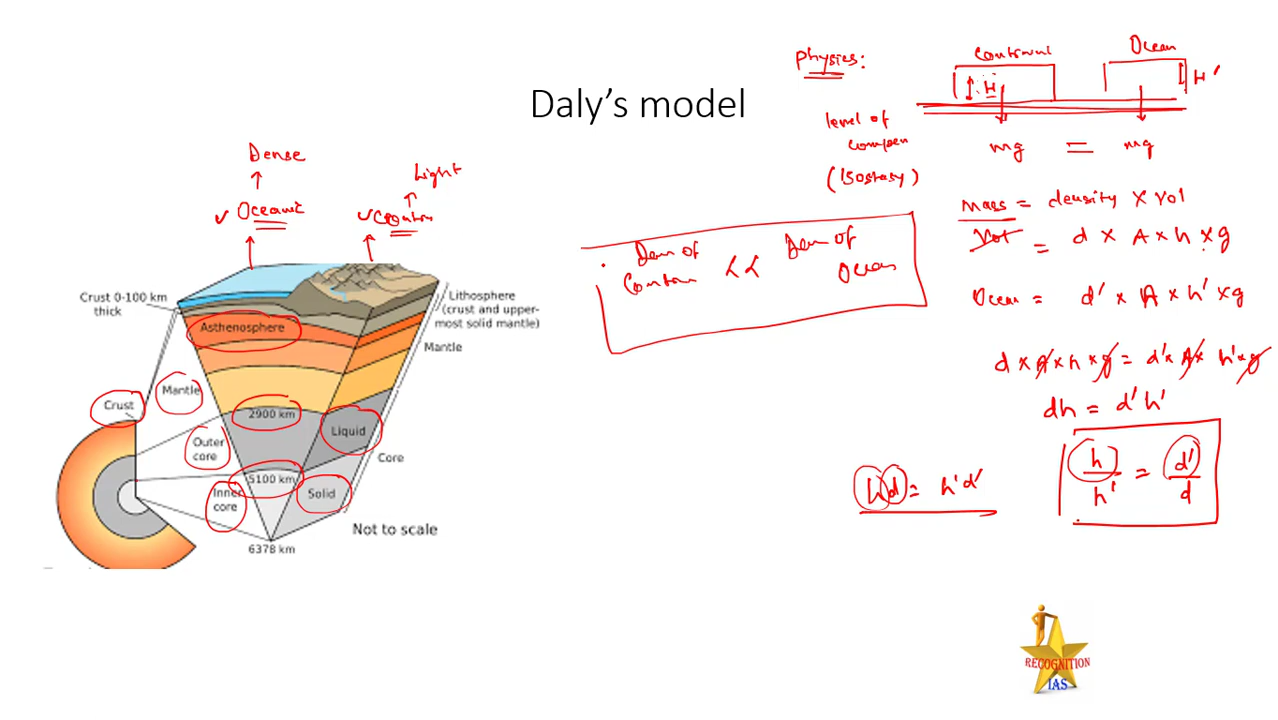 Daly's model
Physics:
Continent
Ocean
H
H'
level of
compen
(Isostasy)
mg = mg
Mass = density x vol
Vol = d x A x h x g
Ocean = d' x A x h' x g
d x A x h x g = d' x A x h' x g
dh = d'h'
h/h' = d'/d
hd = h'd'
Dense
Light
Oceanic
Den of
<< Den of
Ocean
Crust 0-100 km
thick
Asthenosphere
Lithosphere
(crust and upper-
most solid mantle)
Mantle
Mantle
Crust
2900 km
Liquid
Outer
core
Core
5100 km
Inner
core
Solid
Not to scale
6378 km
RECOGNITION
IAS